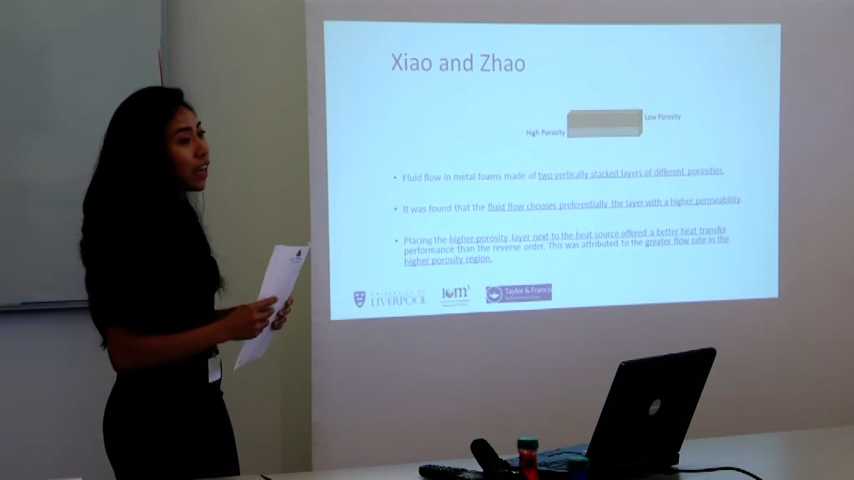 Xiao and Zhao
Low Porosity
High Porosity
• Fluid flow in metal foams made of two vertically stacked layers of different porosities.
• It was found that the fluid flow chooses preferentially the layer with a higher permeability.
• Placing the higher porosity layer next to the heat source offered a better heat transfer
performance than the reverse order. This was attributed to the greater flow rate in the
higher porosity region.
UNIVERSITY OF
LIVERPOOL
IOM3
Taylor & Francis